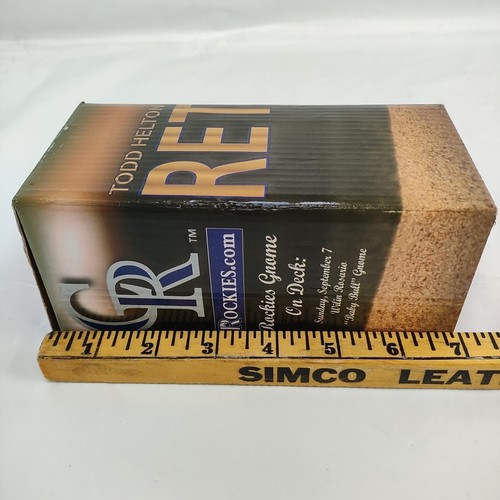 TODD HELTON
RET
CR
™
ROCKIES.com
Rockies Gnome
On Deck:
Sunday, September 7
Wilin Rosario
"Baby Bull" Gnome
1 2 3 4 5 6 7
SIMCO LEAT